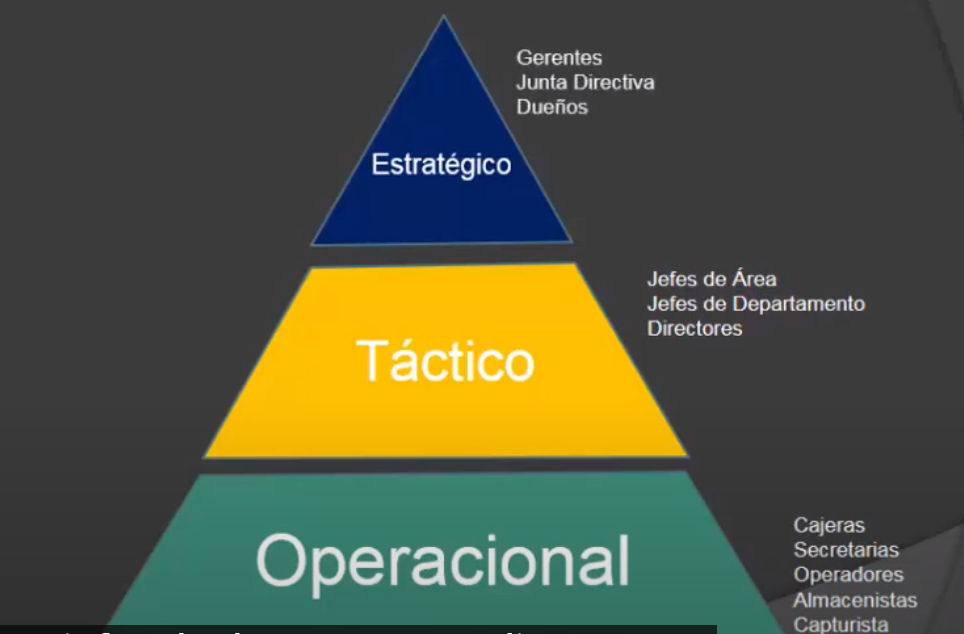 Gerentes
Junta Directiva
Dueños
Estratégico
Jefes de Área
Jefes de Departamento
Directores
Táctico
Operacional
Cajeras
Secretarias
Operadores
Almacenistas
Capturista